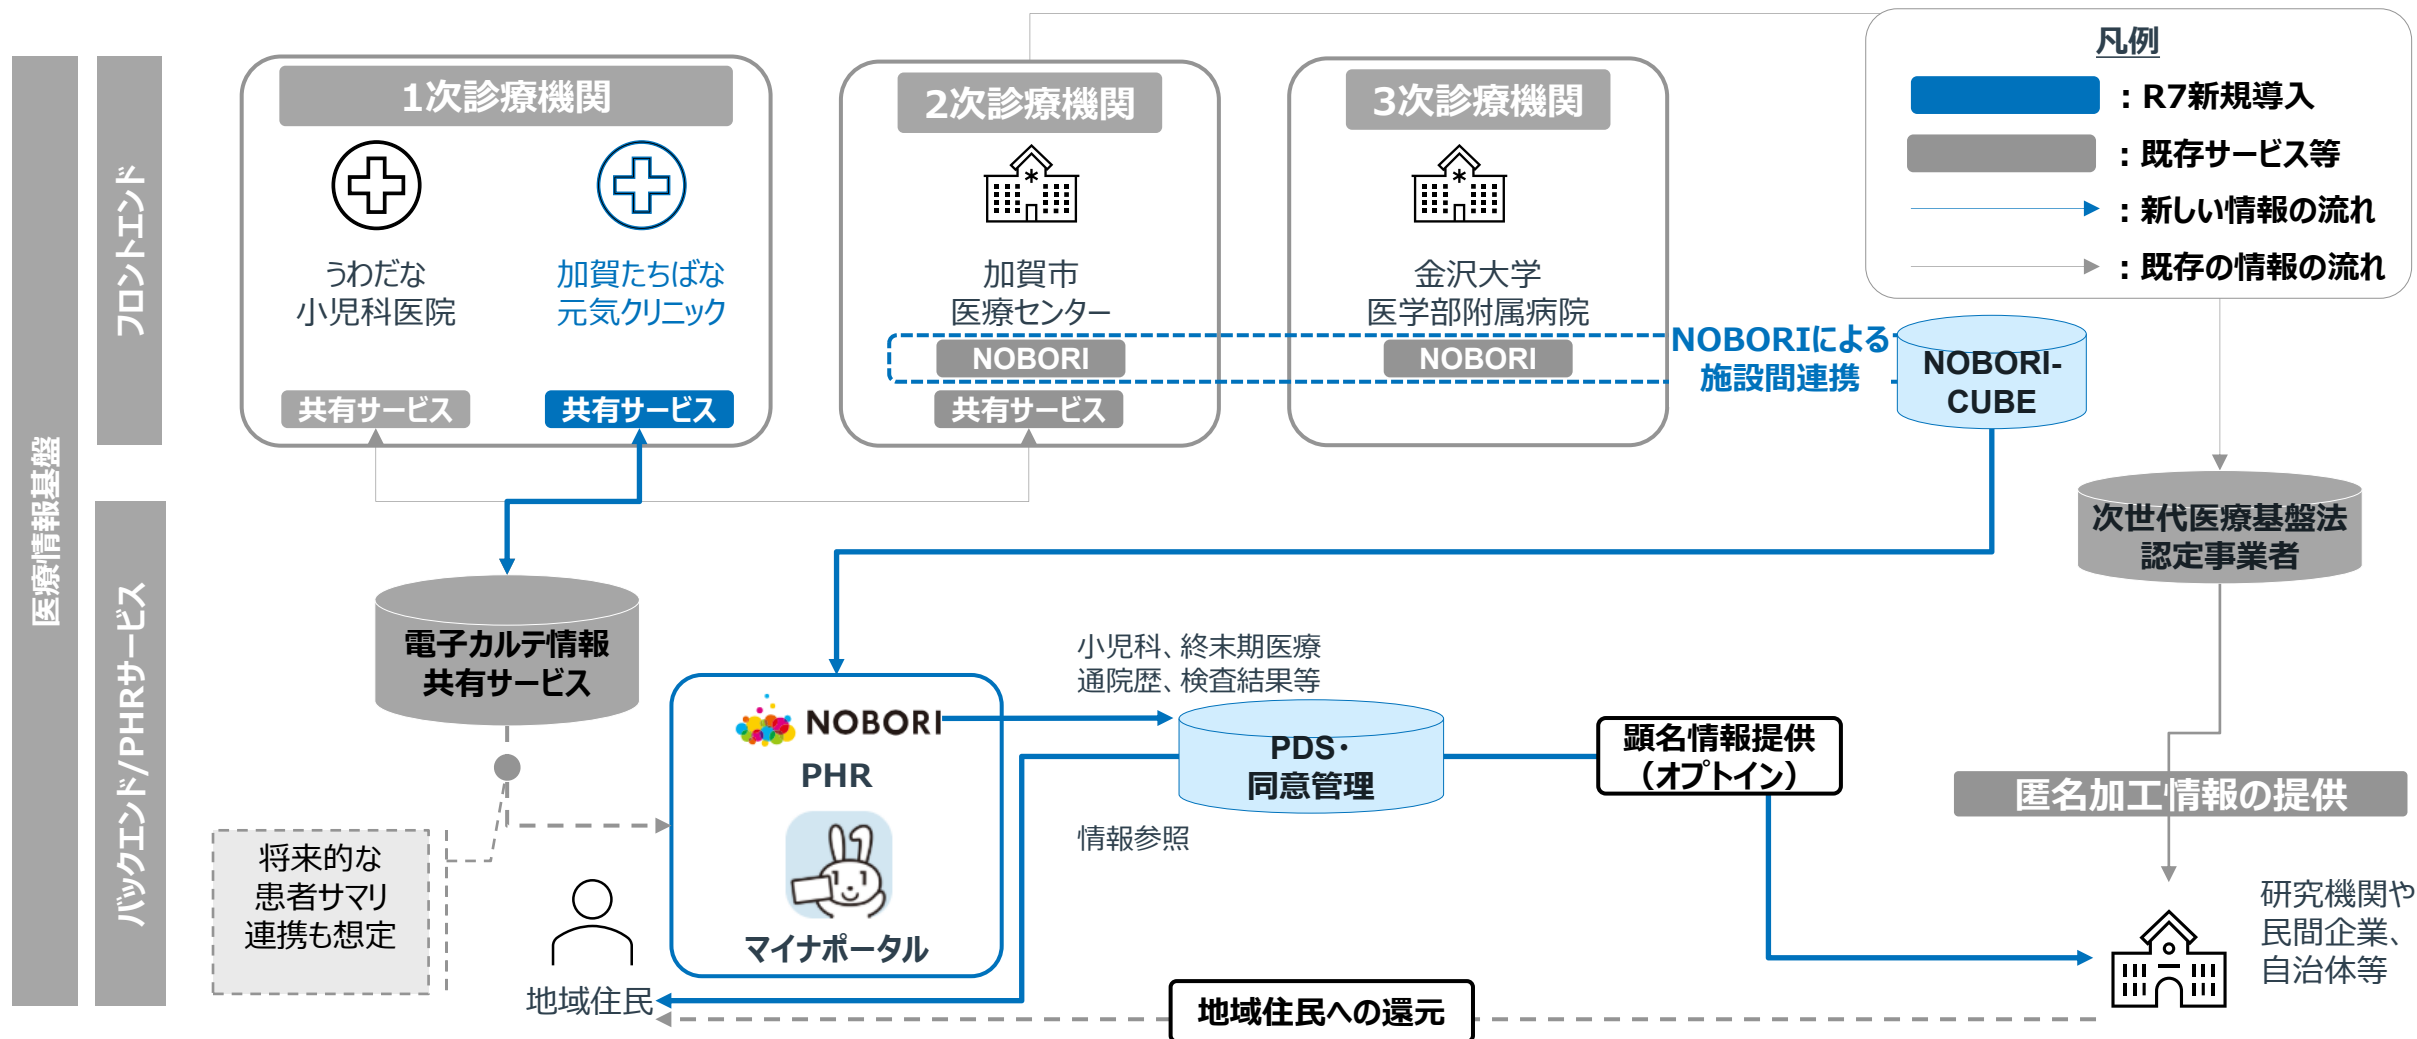 医療情報基盤
フロントエンド
バックエンド/PHRサービス
1次診療機関
うわだな
小児科医院
加賀たちばな
元気クリニック
共有サービス
共有サービス
2次診療機関
加賀市
医療センター
NOBORI
共有サービス
3次診療機関
金沢大学
医学部附属病院
NOBORI
NOBORIによる
施設間連携
NOBORI-
CUBE
凡例
：R7新規導入
：既存サービス等
：新しい情報の流れ
：既存の情報の流れ
次世代医療基盤法
認定事業者
電子カルテ情報
共有サービス
将来的な
患者サマリ
連携も想定
NOBORI
PHR
マイナポータル
地域住民
小児科、終末期医療
通院歴、検査結果等
PDS・
同意管理
情報参照
顕名情報提供
（オプトイン）
匿名加工情報の提供
研究機関や
民間企業、
自治体等
地域住民への還元